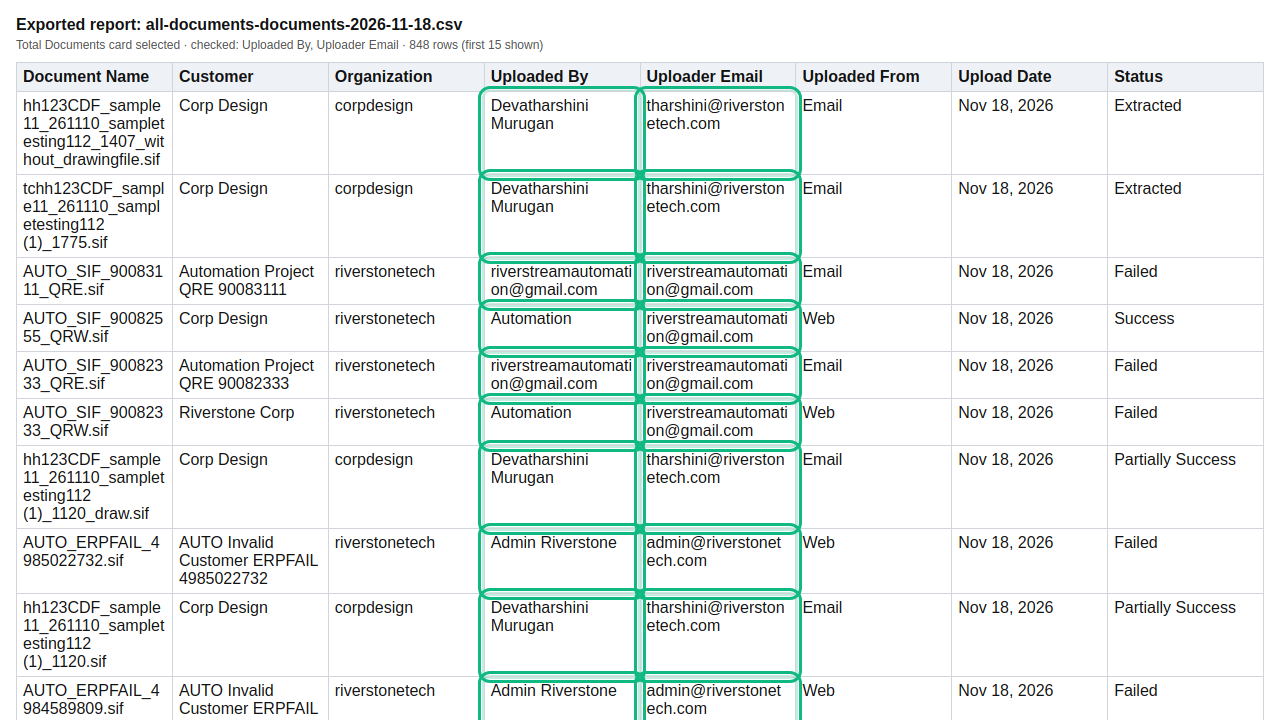 Exported report: all-documents-documents-2026-11-18.csv
Total Documents card selected · checked: Uploaded By, Uploader Email · 848 rows (first 15 shown)
Document Name Customer Organization Uploaded By Uploader Email Uploaded From Upload Date Status
hh123CDF_sample Corp Design corpdesign Devatharshini tharshini@riverston Email Nov 18, 2026 Extracted
11_261110_samplet Murugan etech.com
esting112_1407_wit
hout_drawingfile.sif
tchh123CDF_sampl Corp Design corpdesign Devatharshini tharshini@riverston Email Nov 18, 2026 Extracted
e11_261110_sampl Murugan etech.com
etesting112
(1)_1775.sif
AUTO_SIF_900831 Automation Project riverstonetech riverstreamautomati riverstreamautomati Email Nov 18, 2026 Failed
11_QRE.sif QRE 90083111 on@gmail.com on@gmail.com
AUTO_SIF_900825 Corp Design riverstonetech Automation riverstreamautomati Web Nov 18, 2026 Success
55_QRW.sif on@gmail.com
AUTO_SIF_900823 Automation Project riverstonetech riverstreamautomati riverstreamautomati Email Nov 18, 2026 Failed
33_QRE.sif QRE 90082333 on@gmail.com on@gmail.com
AUTO_SIF_900823 Riverstone Corp riverstonetech Automation riverstreamautomati Web Nov 18, 2026 Failed
33_QRW.sif on@gmail.com
hh123CDF_sample Corp Design corpdesign Devatharshini tharshini@riverston Email Nov 18, 2026 Partially Success
11_261110_samplet Murugan etech.com
esting112
(1)_1120_draw.sif
AUTO_ERPFAIL_4 AUTO Invalid riverstonetech Admin Riverstone admin@riverstonet Web Nov 18, 2026 Failed
985022732.sif Customer ERPFAIL ech.com
4985022732
hh123CDF_sample Corp Design corpdesign Devatharshini tharshini@riverston Email Nov 18, 2026 Partially Success
11_261110_samplet Murugan etech.com
esting112
(1)_1120.sif
AUTO_ERPFAIL_4 AUTO Invalid riverstonetech Admin Riverstone admin@riverstonet Web Nov 18, 2026 Failed
984589809.sif Customer ERPFAIL ech.com